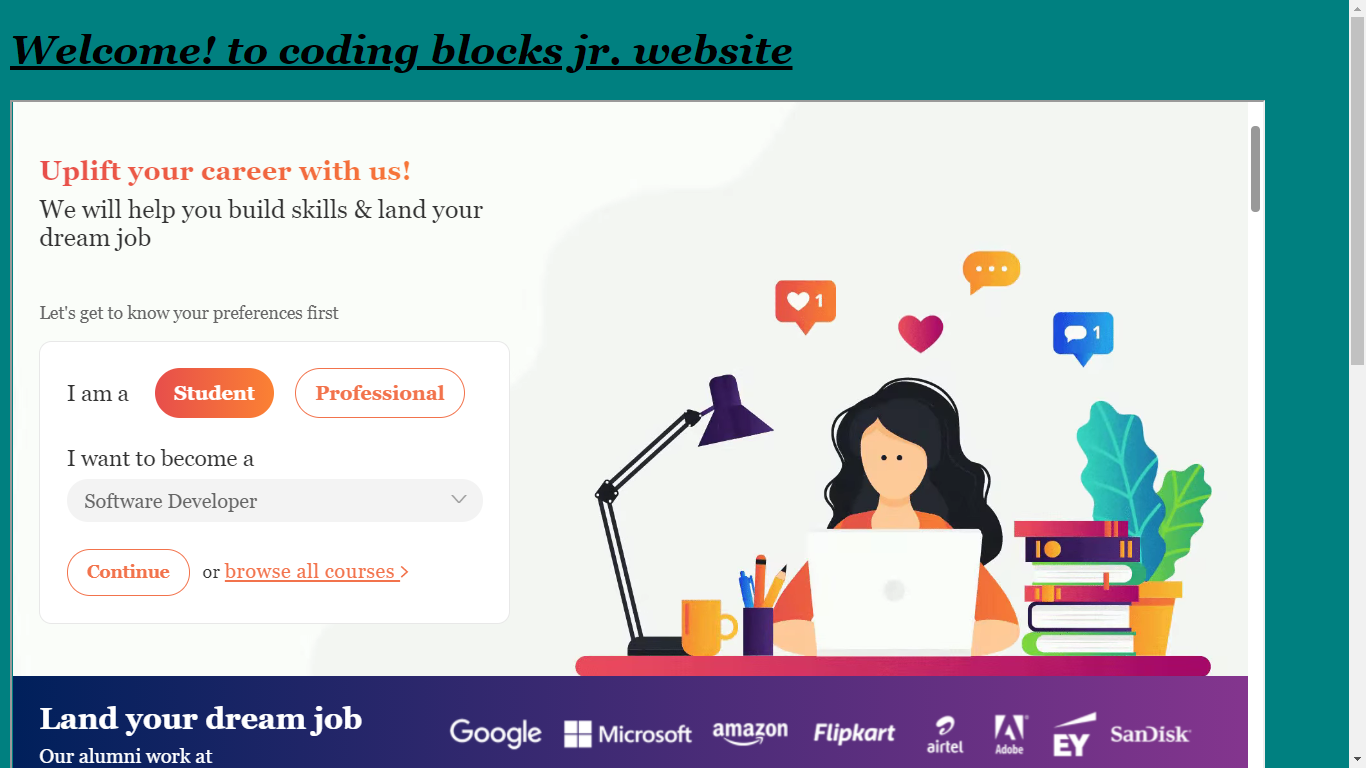 Welcome! to coding blocks jr. website
Uplift your career with us!
We will help you build skills & land your
dream job
Let's get to know your preferences first
I am a Student Professional
I want to become a
Software Developer
Continue or browse all courses >
1
1
Land your dream job
Our alumni work at
Google Microsoft amazon Flipkart airtel Adobe EY SanDisk